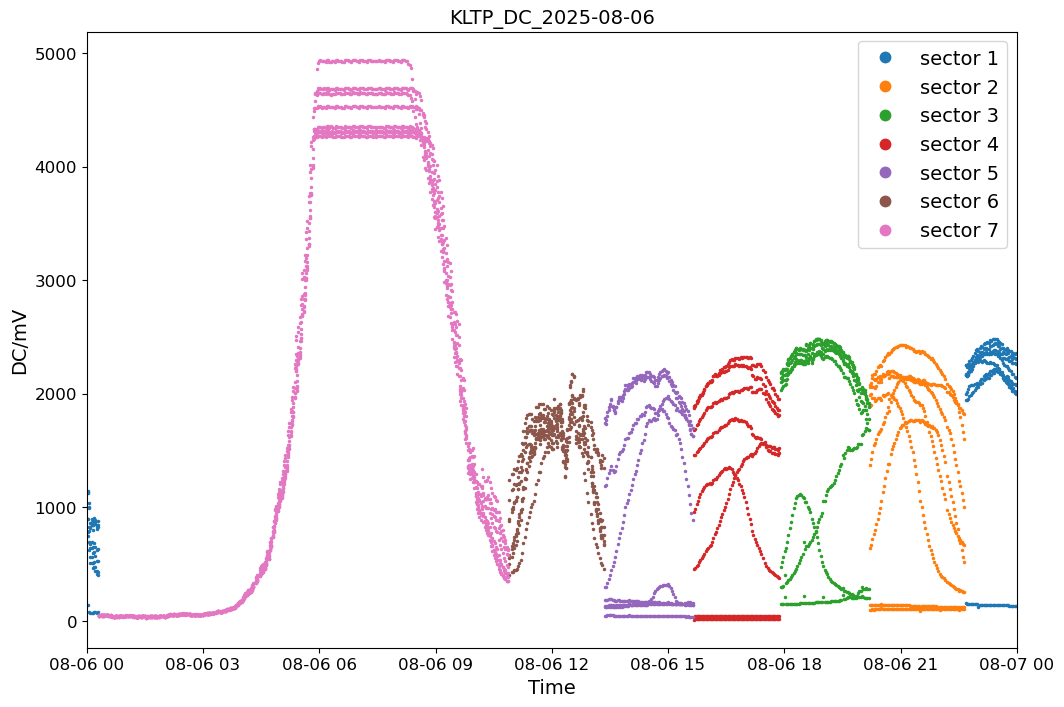 KLTP_DC_2025-08-06
sector 1
sector 2
sector 3
sector 4
sector 5
sector 6
sector 7
5000
4000
3000
2000
1000
0
DC/mV
08-06 00 08-06 03 08-06 06 08-06 09 08-06 12 08-06 15 08-06 18 08-06 21 08-07 00
Time